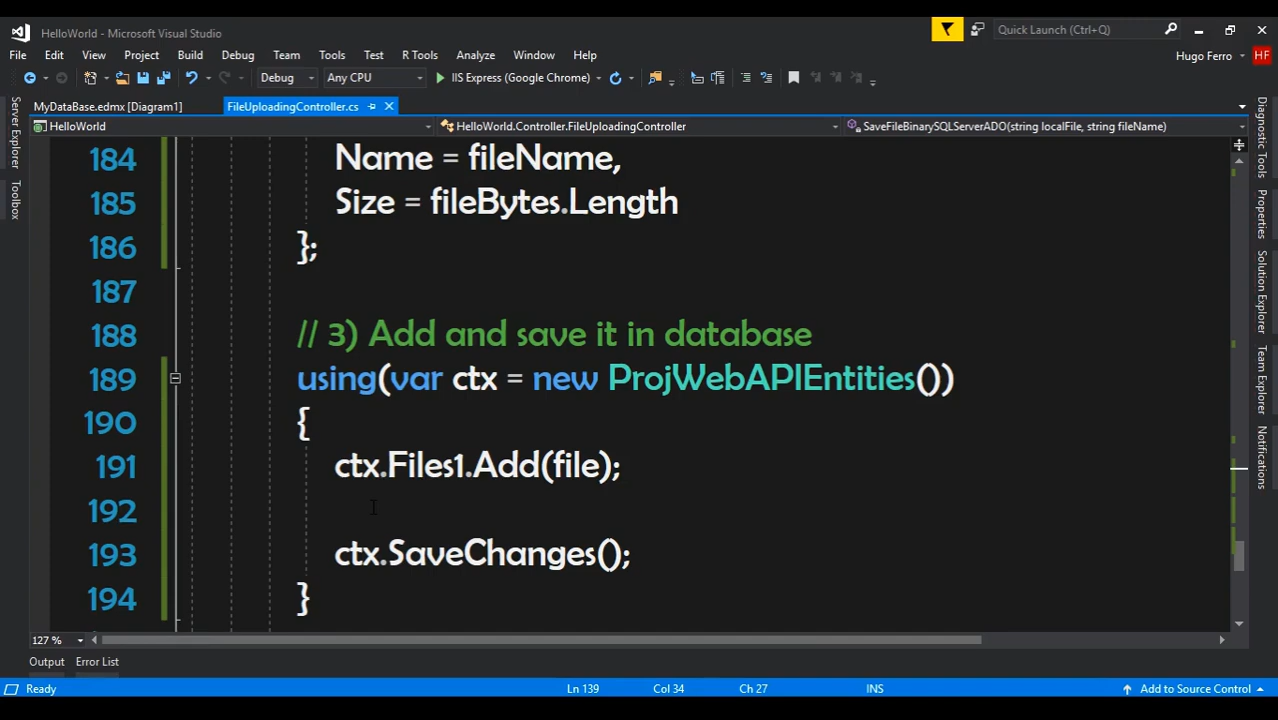 HelloWorld - Microsoft Visual Studio
Quick Launch (Ctrl+Q)
File Edit View Project Build Debug Team Tools Test R Tools Analyze Window Help
Hugo Ferro HF
Debug Any CPU IIS Express (Google Chrome)
MyDataBase.edmx [Diagram1] FileUploadingController.cs
HelloWorld HelloWorld.Controller.FileUploadingController SaveFileBinarySQLServerADO(string localFile, string fileName)
Server Explorer
Toolbox
184 Name = fileName,
185 Size = fileBytes.Length
186 };
187
188 // 3) Add and save it in database
189 using(var ctx = new ProjWebAPIEntities())
190 {
191 ctx.Files1.Add(file);
192
193 ctx.SaveChanges();
194 }
Diagnostic Tools
Properties
Solution Explorer
Team Explorer
Notifications
127 %
Output Error List
Ready Ln 139 Col 34 Ch 27 INS Add to Source Control